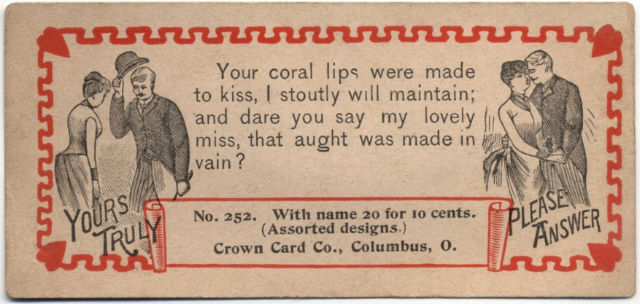 Your coral lips were made
to kiss, I stoutly will maintain;
and dare you say my lovely
miss, that aught was made in
vain?
YOURS
TRULY
No. 252. With name 20 for 10 cents.
(Assorted designs.)
Crown Card Co., Columbus, O.
PLEASE
ANSWER